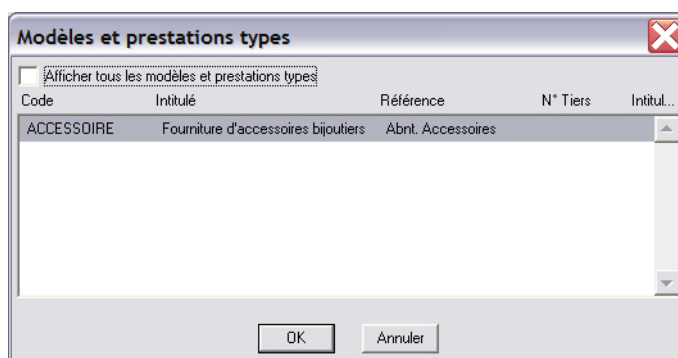 Modèles et prestations types
Afficher tous les modèles et prestations types
Code Intitulé Référence N° Tiers Intitul...
ACCESSOIRE Fourniture d'accessoires bijoutiers Abnt. Accessoires
OK Annuler